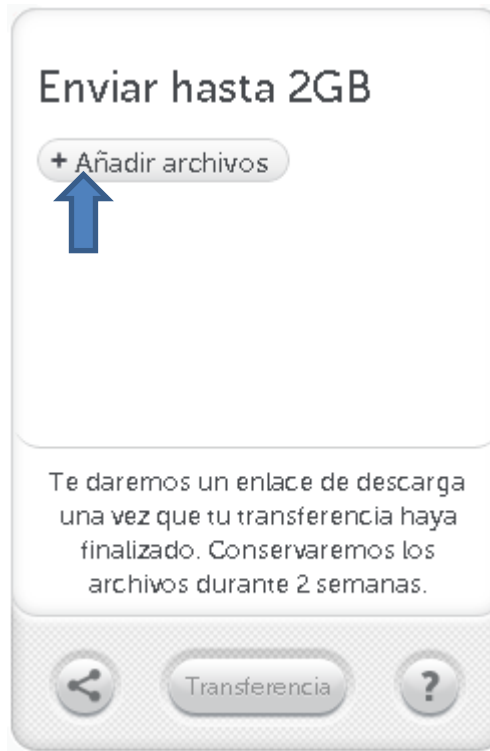 Enviar hasta 2GB
+ Añadir archivos
Te daremos un enlace de descarga
una vez que tu transferencia haya
finalizado. Conservaremos los
archivos durante 2 semanas.
Transferencia
?